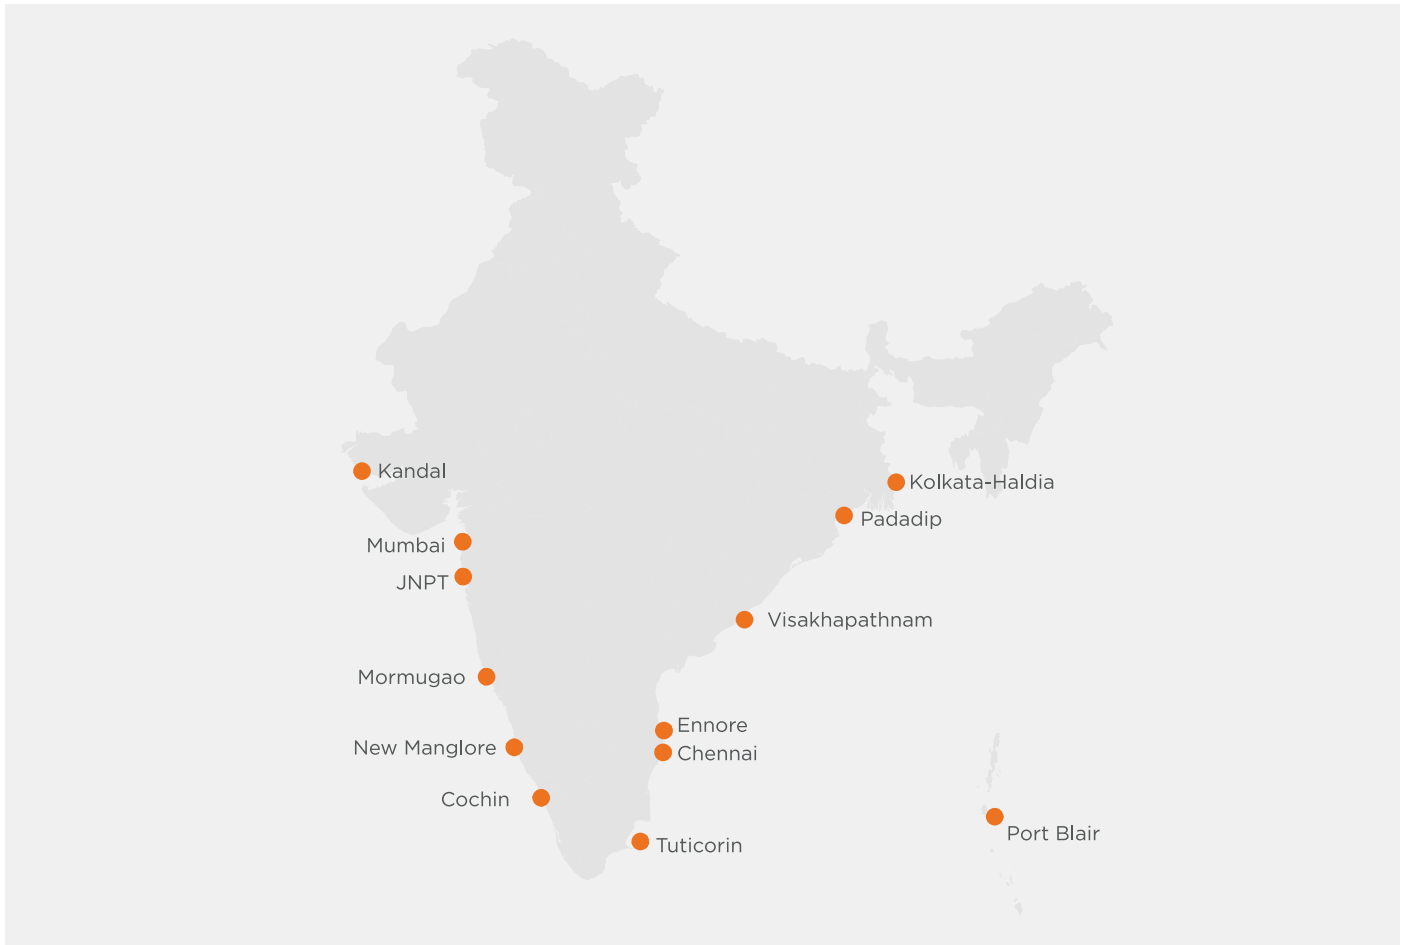 Kandal
Kolkata-Haldia
Padadip
Mumbai
JNPT
Visakhapathnam
Mormugao
Ennore
New Manglore
Chennai
Cochin
Port Blair
Tuticorin